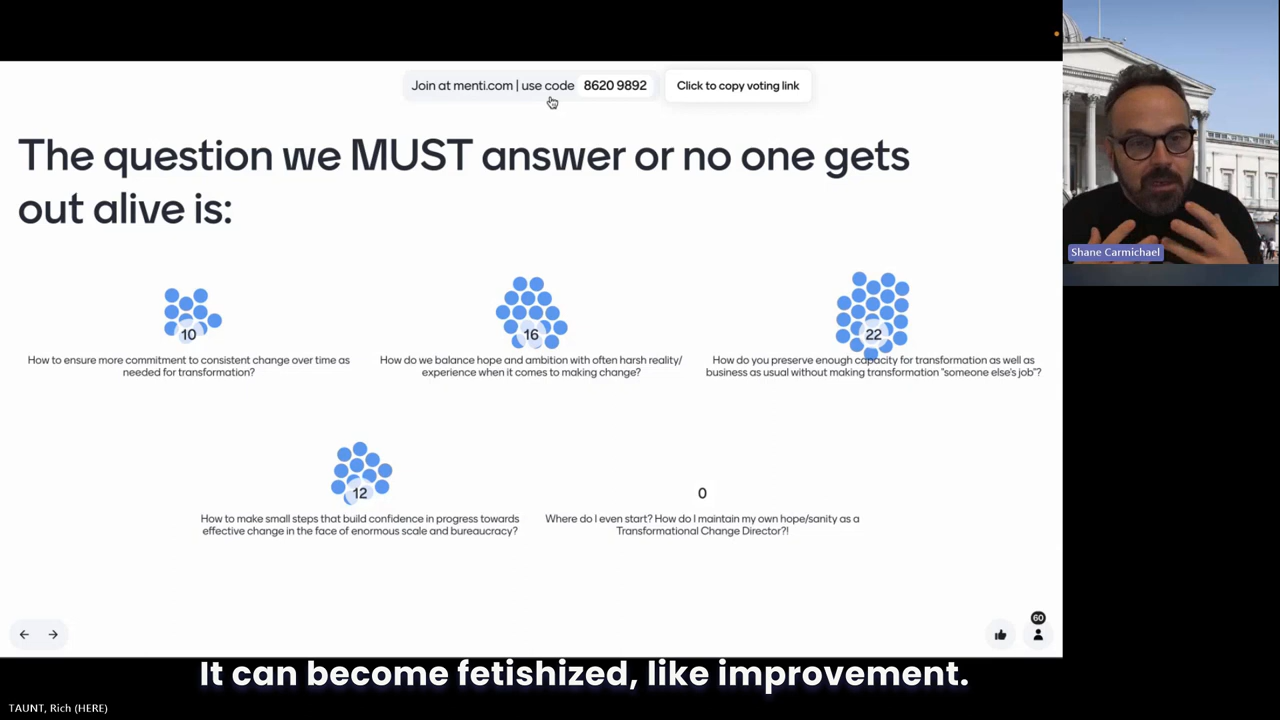 Join at menti.com | use code 8620 9892 Click to copy voting link
The question we MUST answer or no one gets
out alive is:
10
How to ensure more commitment to consistent change over time as
needed for transformation?
16
How do we balance hope and ambition with often harsh reality/
experience when it comes to making change?
22
How do you preserve enough capacity for transformation as well as
business as usual without making transformation "someone else's job"?
12
How to make small steps that build confidence in progress towards
effective change in the face of enormous scale and bureaucracy?
0
Where do I even start? How do I maintain my own hope/sanity as a
Transformational Change Director?!
Shane Carmichael
60
It can become fetishized, like improvement.
TAUNT, Rich (HERE)